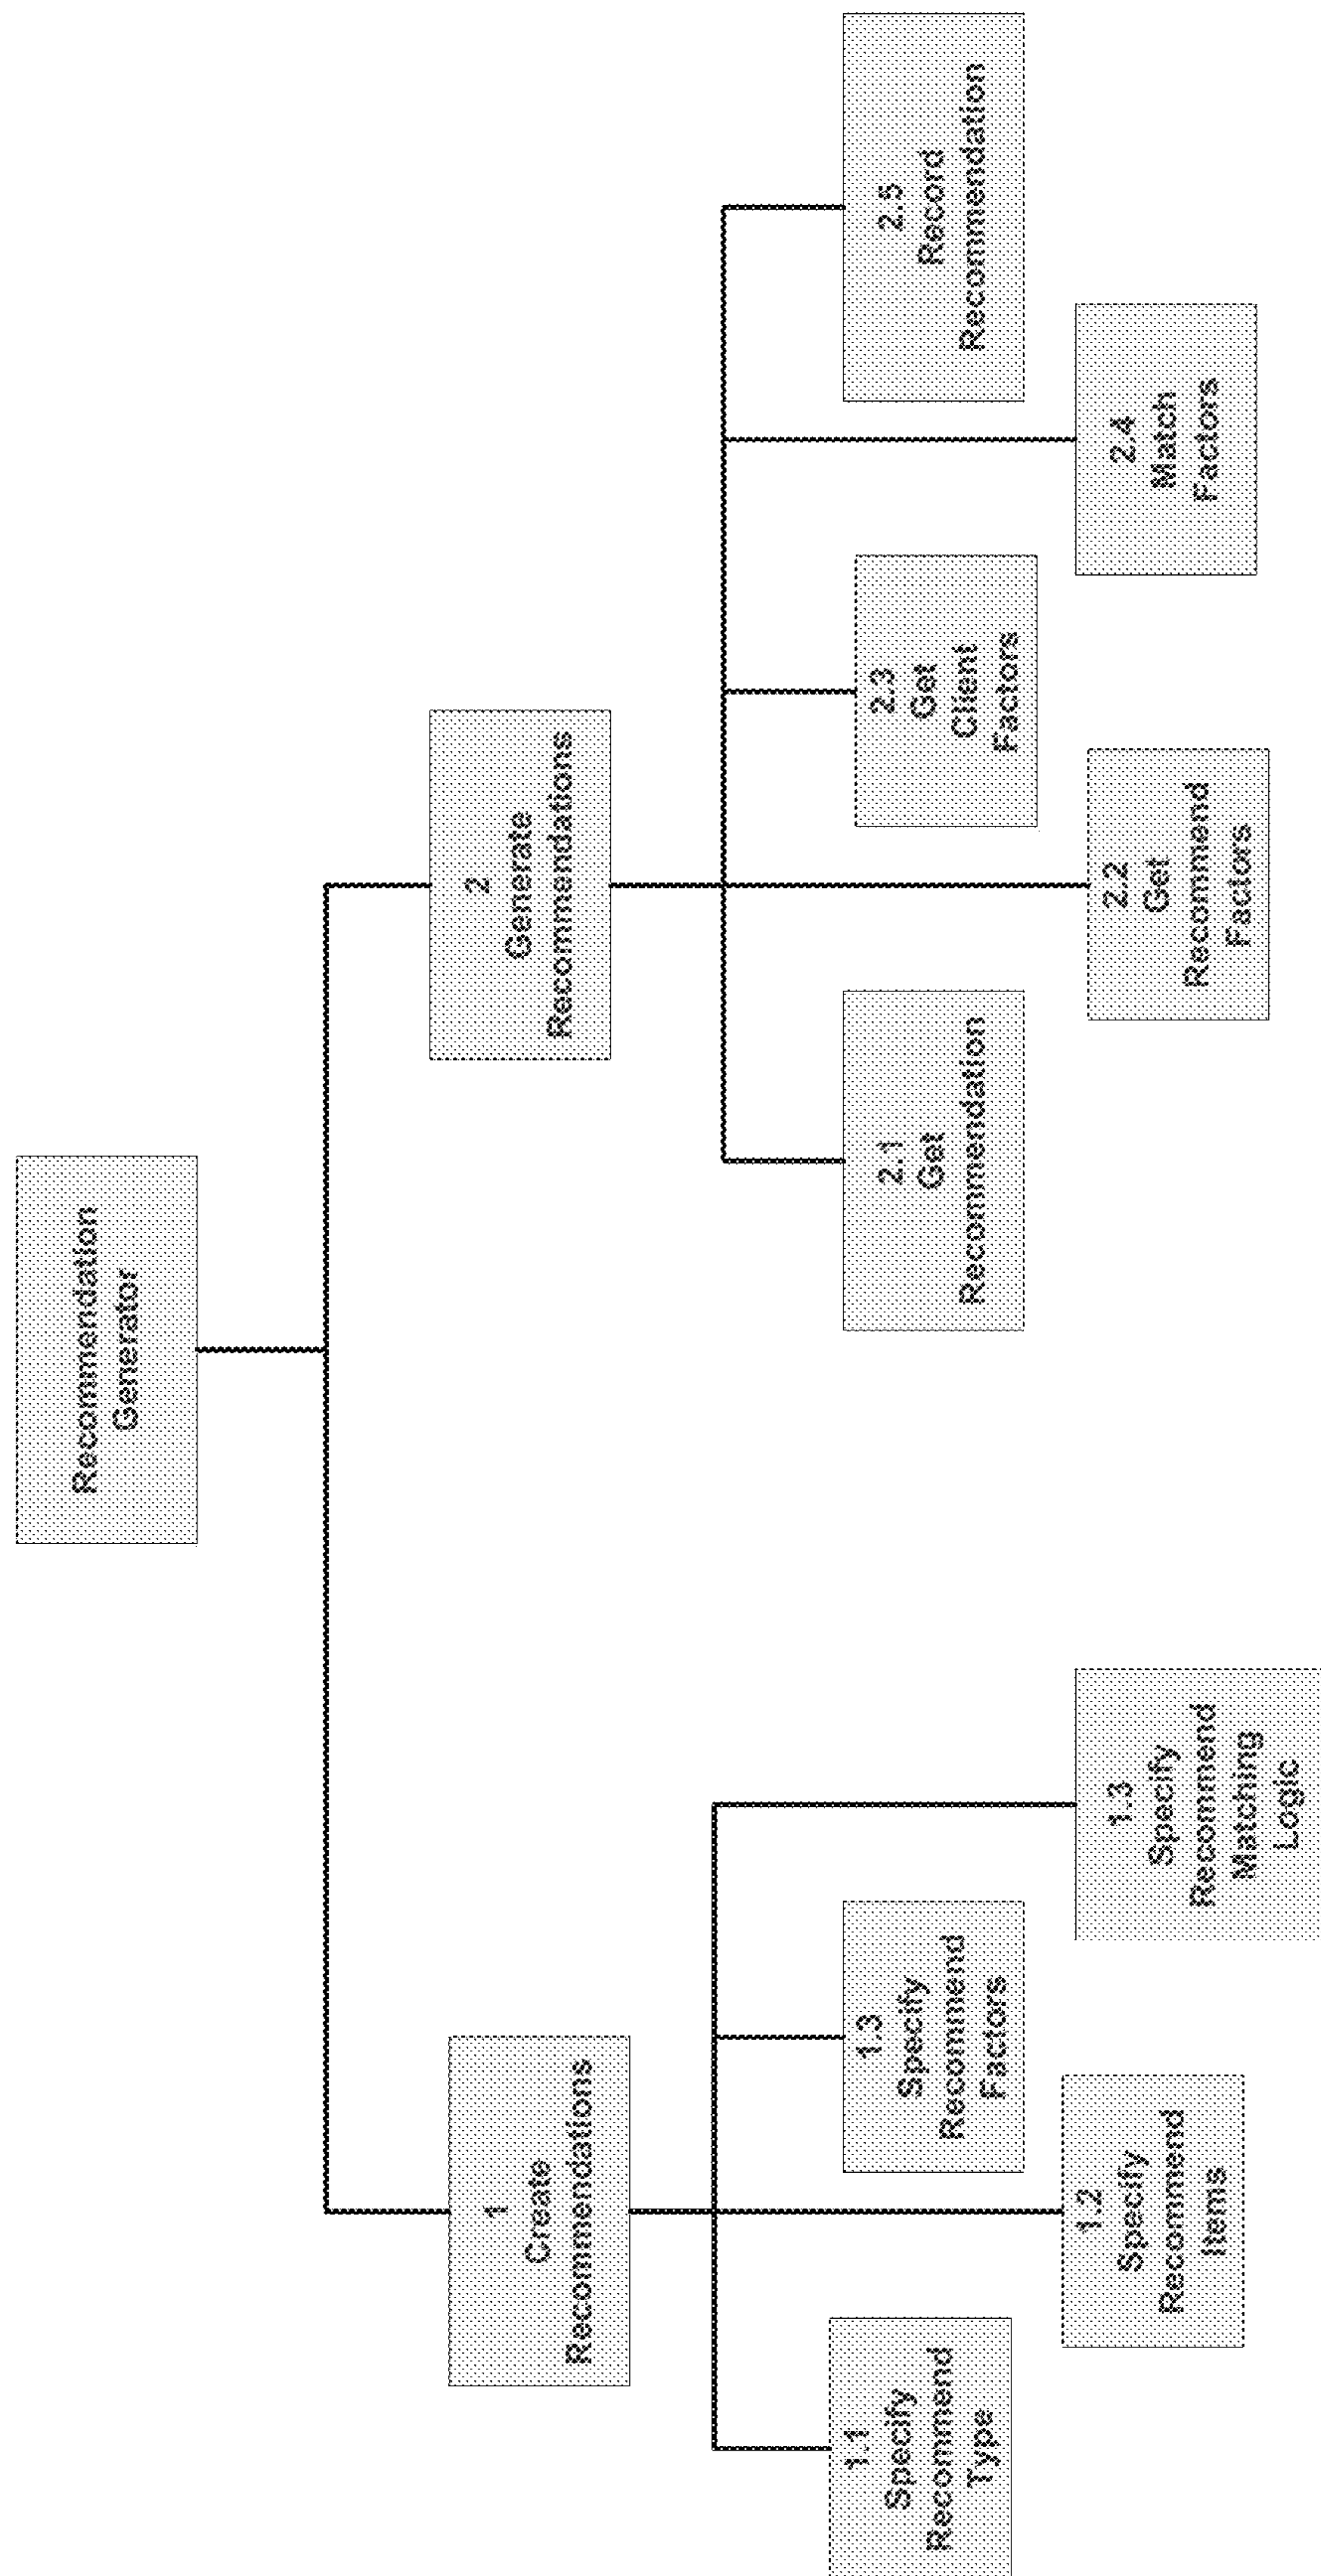 Recommendation
Generator
1
Create
Recommendations
2
Generate
Recommendations
1.1
Specify
Recommend
Type
1.2
Specify
Recommend
Items
1.3
Specify
Recommend
Factors
1.3
Specify
Recommend
Matching
Logic
2.1
Get
Recommendation
2.2
Get
Recommend
Factors
2.3
Get
Client
Factors
2.4
Match
Factors
2.5
Record
Recommendation